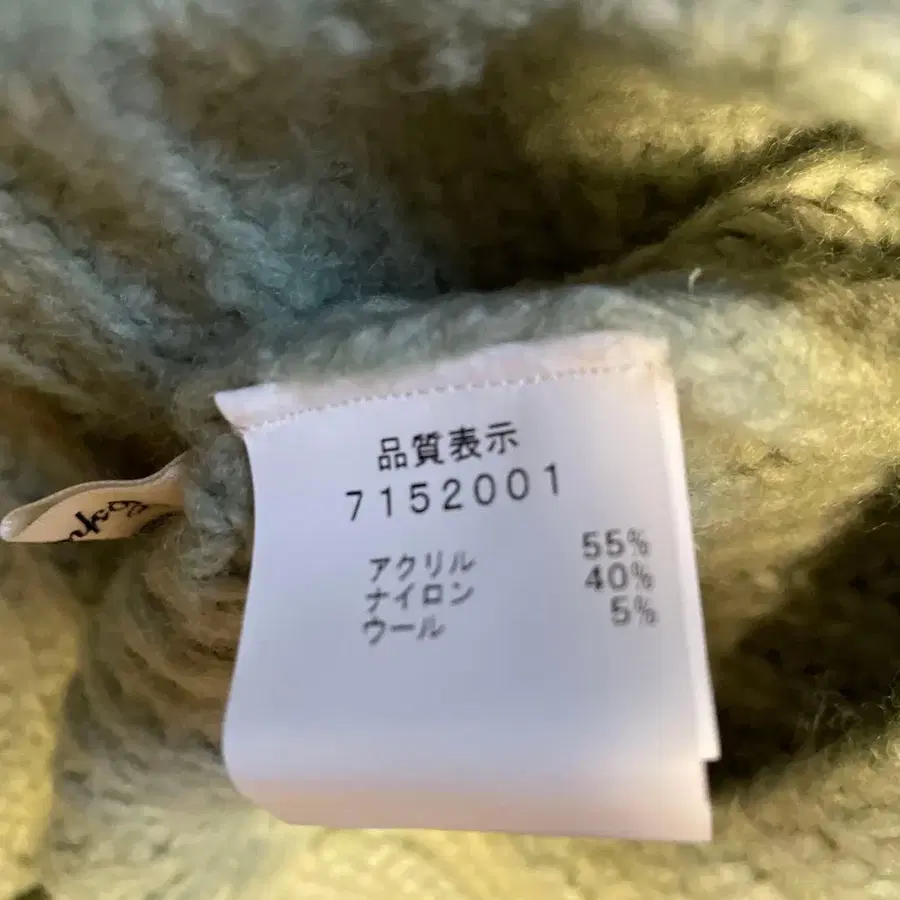 品質表示
7152001
アクリル 55%
ナイロン 40%
ウール 5%